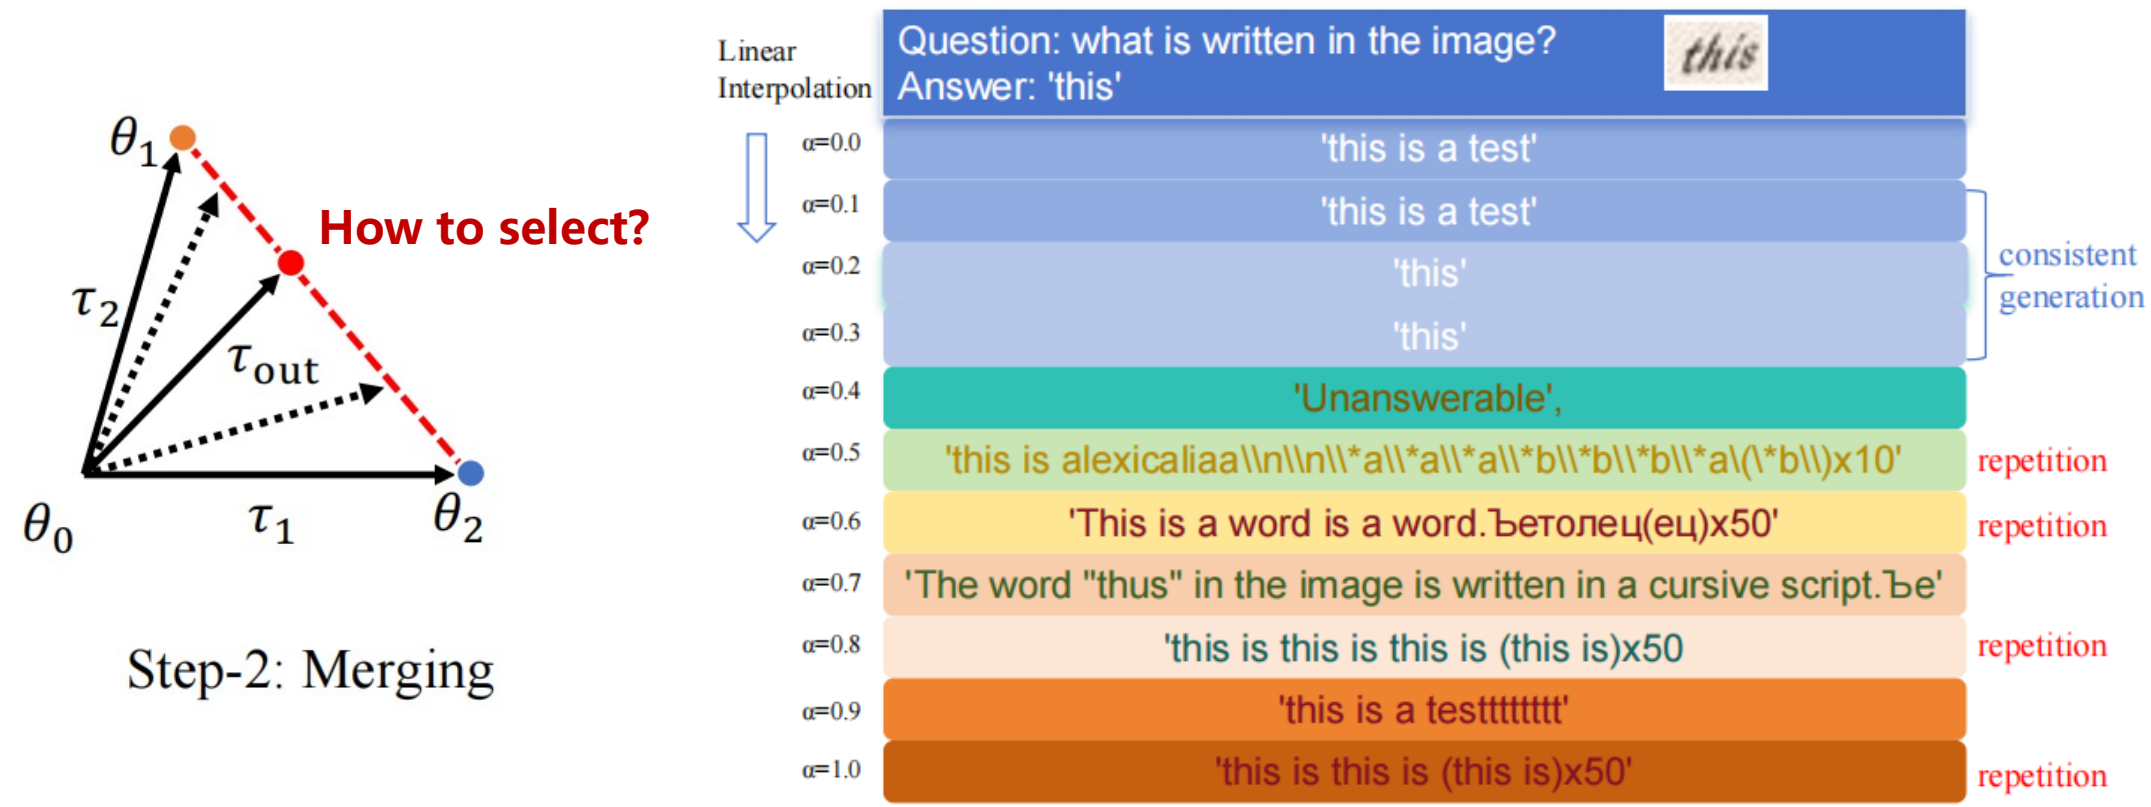 θ₁
How to select?
τ₂
τout
θ₀
τ₁
θ₂
Step-2: Merging
Linear
Interpolation
Question: what is written in the image?
Answer: 'this'
this
α=0.0
'this is a test'
α=0.1
'this is a test'
α=0.2
'this'
α=0.3
'this'
consistent
generation
α=0.4
'Unanswerable',
α=0.5
'this is alexicaliaa\\n\\n\\*a\\*a\\*a\\*b\\*b\\*b\\*a\(\*b\\)x10'
repetition
α=0.6
'This is a word is a word.Ъетолец(ец)x50'
repetition
α=0.7
'The word "thus" in the image is written in a cursive script.Ъе'
α=0.8
'this is this is this is (this is)x50
repetition
α=0.9
'this is a testttttttt'
α=1.0
'this is this is (this is)x50'
repetition